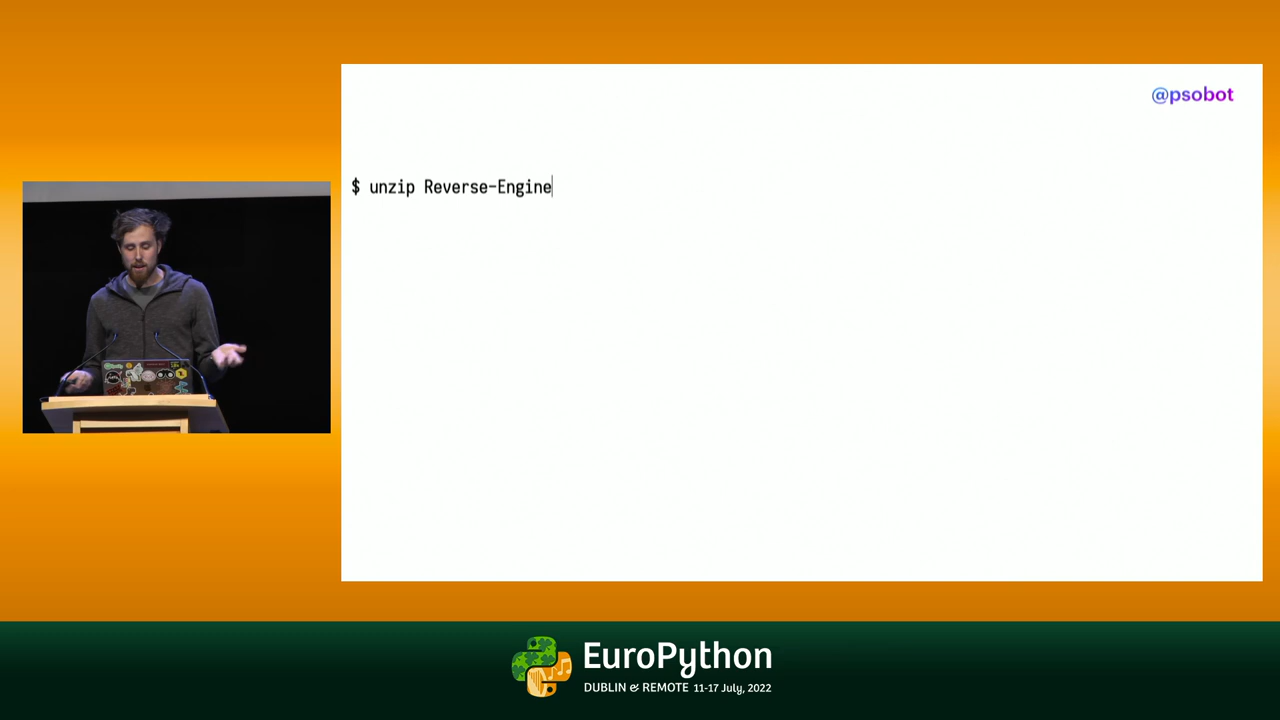 @psobot
$ unzip Reverse-Engine
EuroPython
DUBLIN & REMOTE 11-17 July, 2022